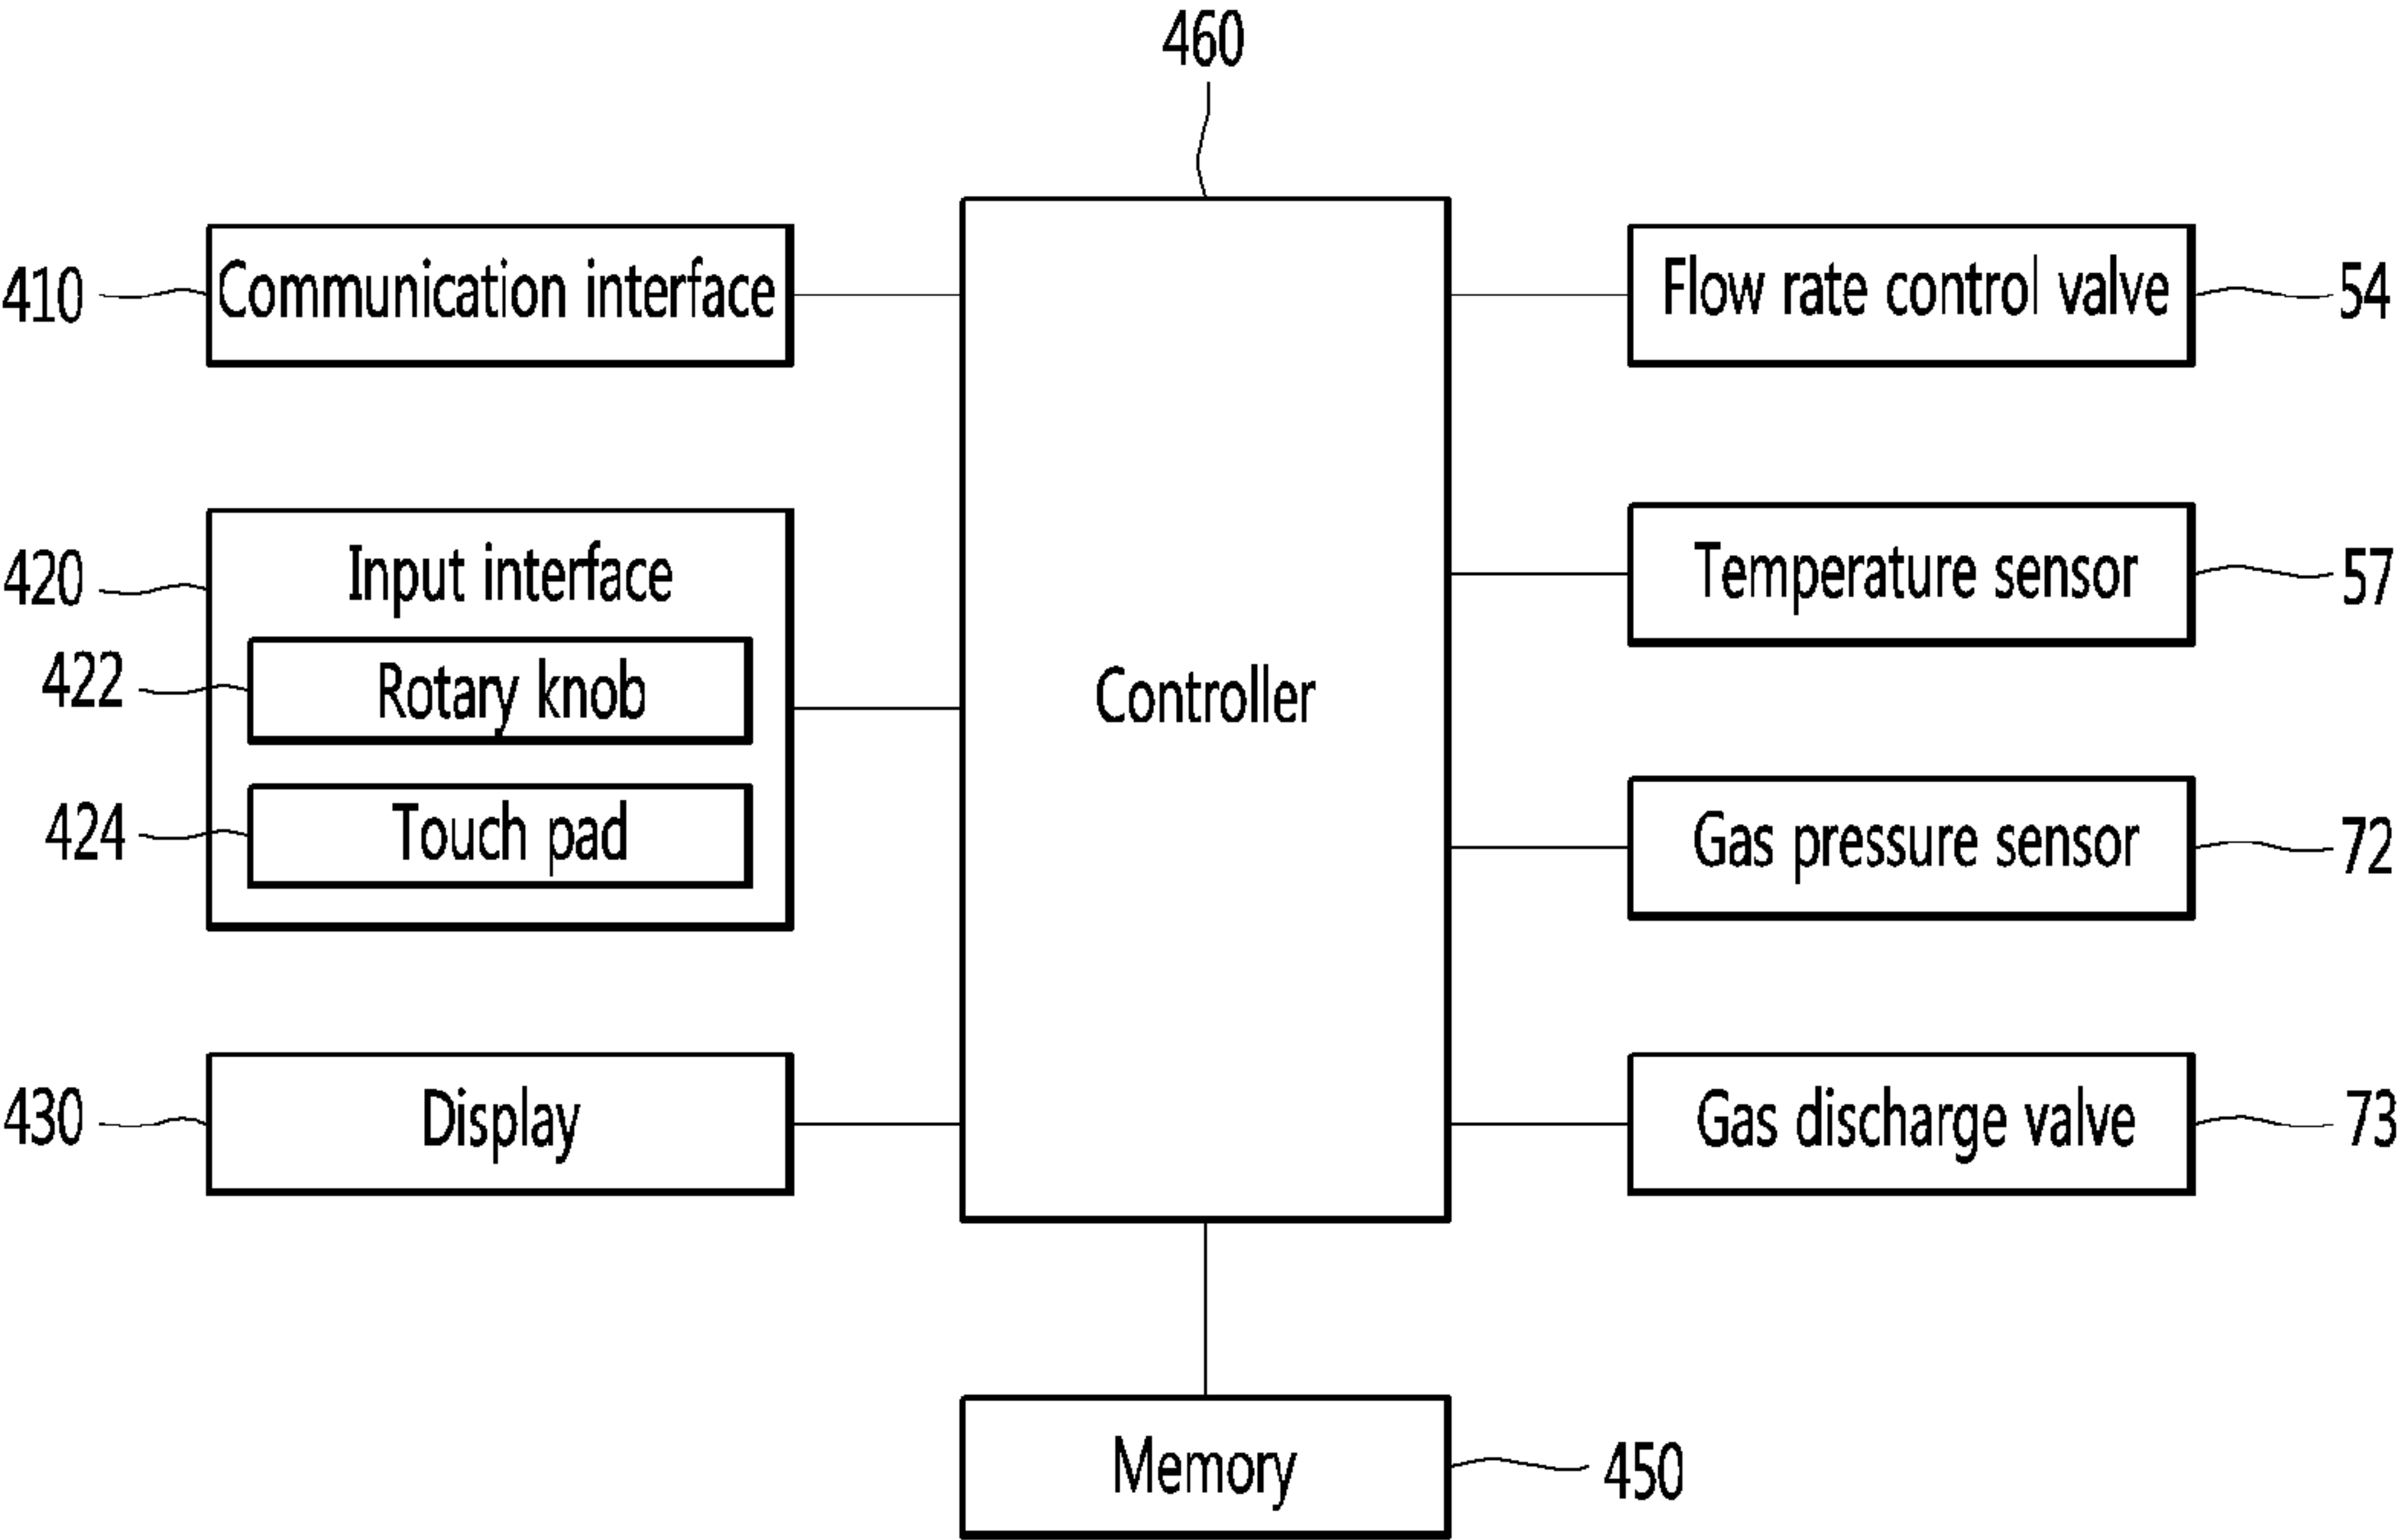 460
410
Communication interface
Flow rate control valve
54
420
Input interface
Temperature sensor
57
422
Rotary knob
Controller
424
Touch pad
Gas pressure sensor
72
430
Display
Gas discharge valve
73
Memory
450